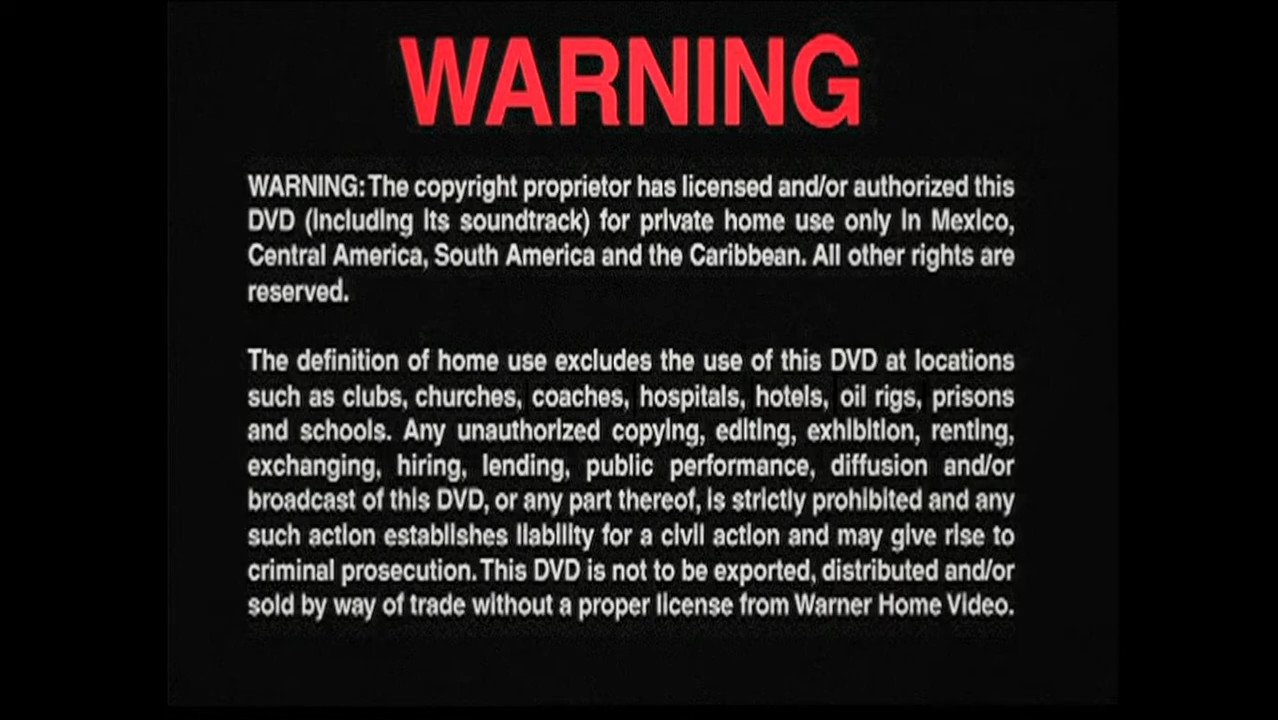 WARNING
WARNING: The copyright proprietor has licensed and/or authorized this
DVD (including its soundtrack) for private home use only in Mexico,
Central America, South America and the Caribbean. All other rights are
reserved.
The definition of home use excludes the use of this DVD at locations
such as clubs, churches, coaches, hospitals, hotels, oil rigs, prisons
and schools. Any unauthorized copying, editing, exhibition, renting,
exchanging, hiring, lending, public performance, diffusion and/or
broadcast of this DVD, or any part thereof, is strictly prohibited and any
such action establishes liability for a civil action and may give rise to
criminal prosecution. This DVD is not to be exported, distributed and/or
sold by way of trade without a proper license from Warner Home Video.